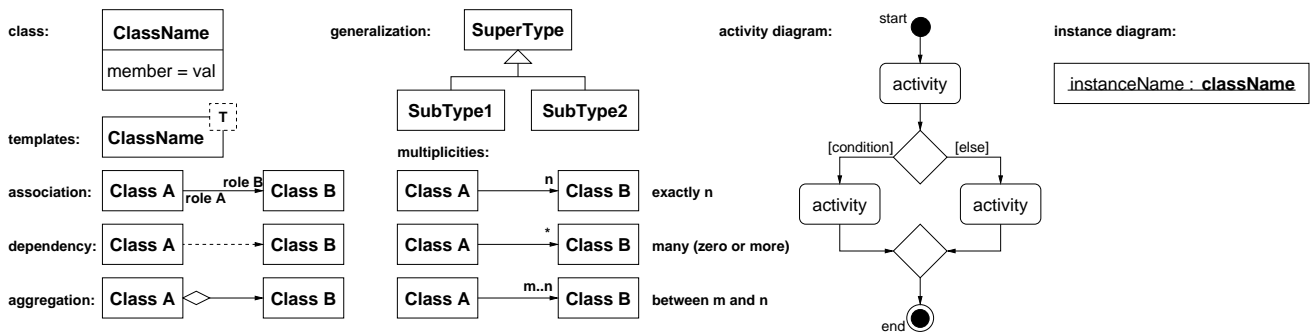 class:
ClassName
member = val
templates:
ClassName
T
association:
Class A
role B
role A
Class B
dependency:
Class A
Class B
aggregation:
Class A
Class B
generalization:
SuperType
SubType1
SubType2
multiplicities:
Class A
n
Class B
exactly n
Class A
*
Class B
many (zero or more)
Class A
m..n
Class B
between m and n
activity diagram:
start
activity
[condition]
[else]
activity
activity
end
instance diagram:
instanceName : className